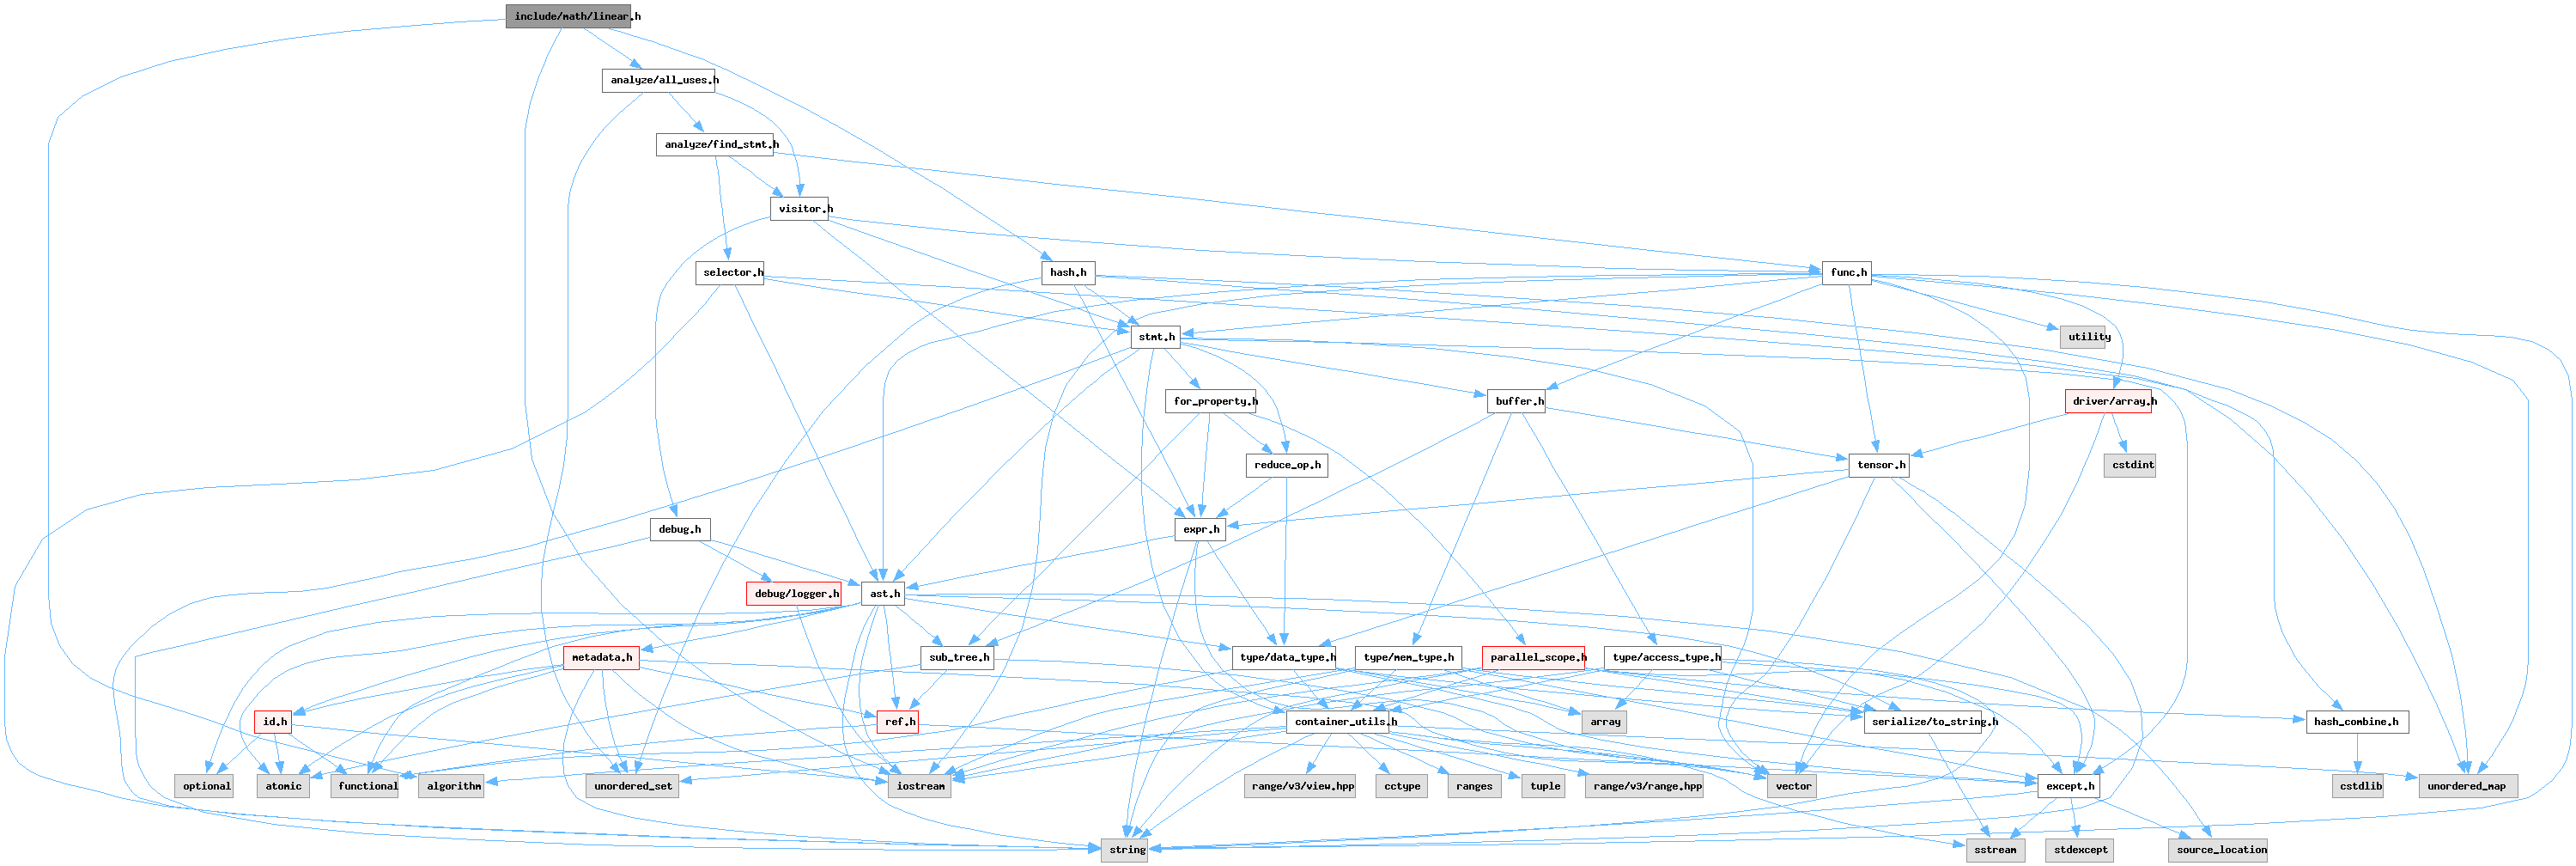 include/math/linear.h
analyze/all_uses.h
analyze/find_stmt.h
visitor.h
selector.h
hash.h
func.h
stmt.h
utility
for_property.h
buffer.h
driver/array.h
reduce_op.h
tensor.h
cstdint
debug.h
expr.h
debug/logger.h
ast.h
metadata.h
sub_tree.h
type/data_type.h
type/mem_type.h
parallel_scope.h
type/access_type.h
id.h
ref.h
container_utils.h
array
serialize/to_string.h
hash_combine.h
optional
atomic
functional
algorithm
unordered_set
iostream
range/v3/view.hpp
cctype
ranges
tuple
range/v3/range.hpp
vector
except.h
cstdlib
unordered_map
string
sstream
stdexcept
source_location